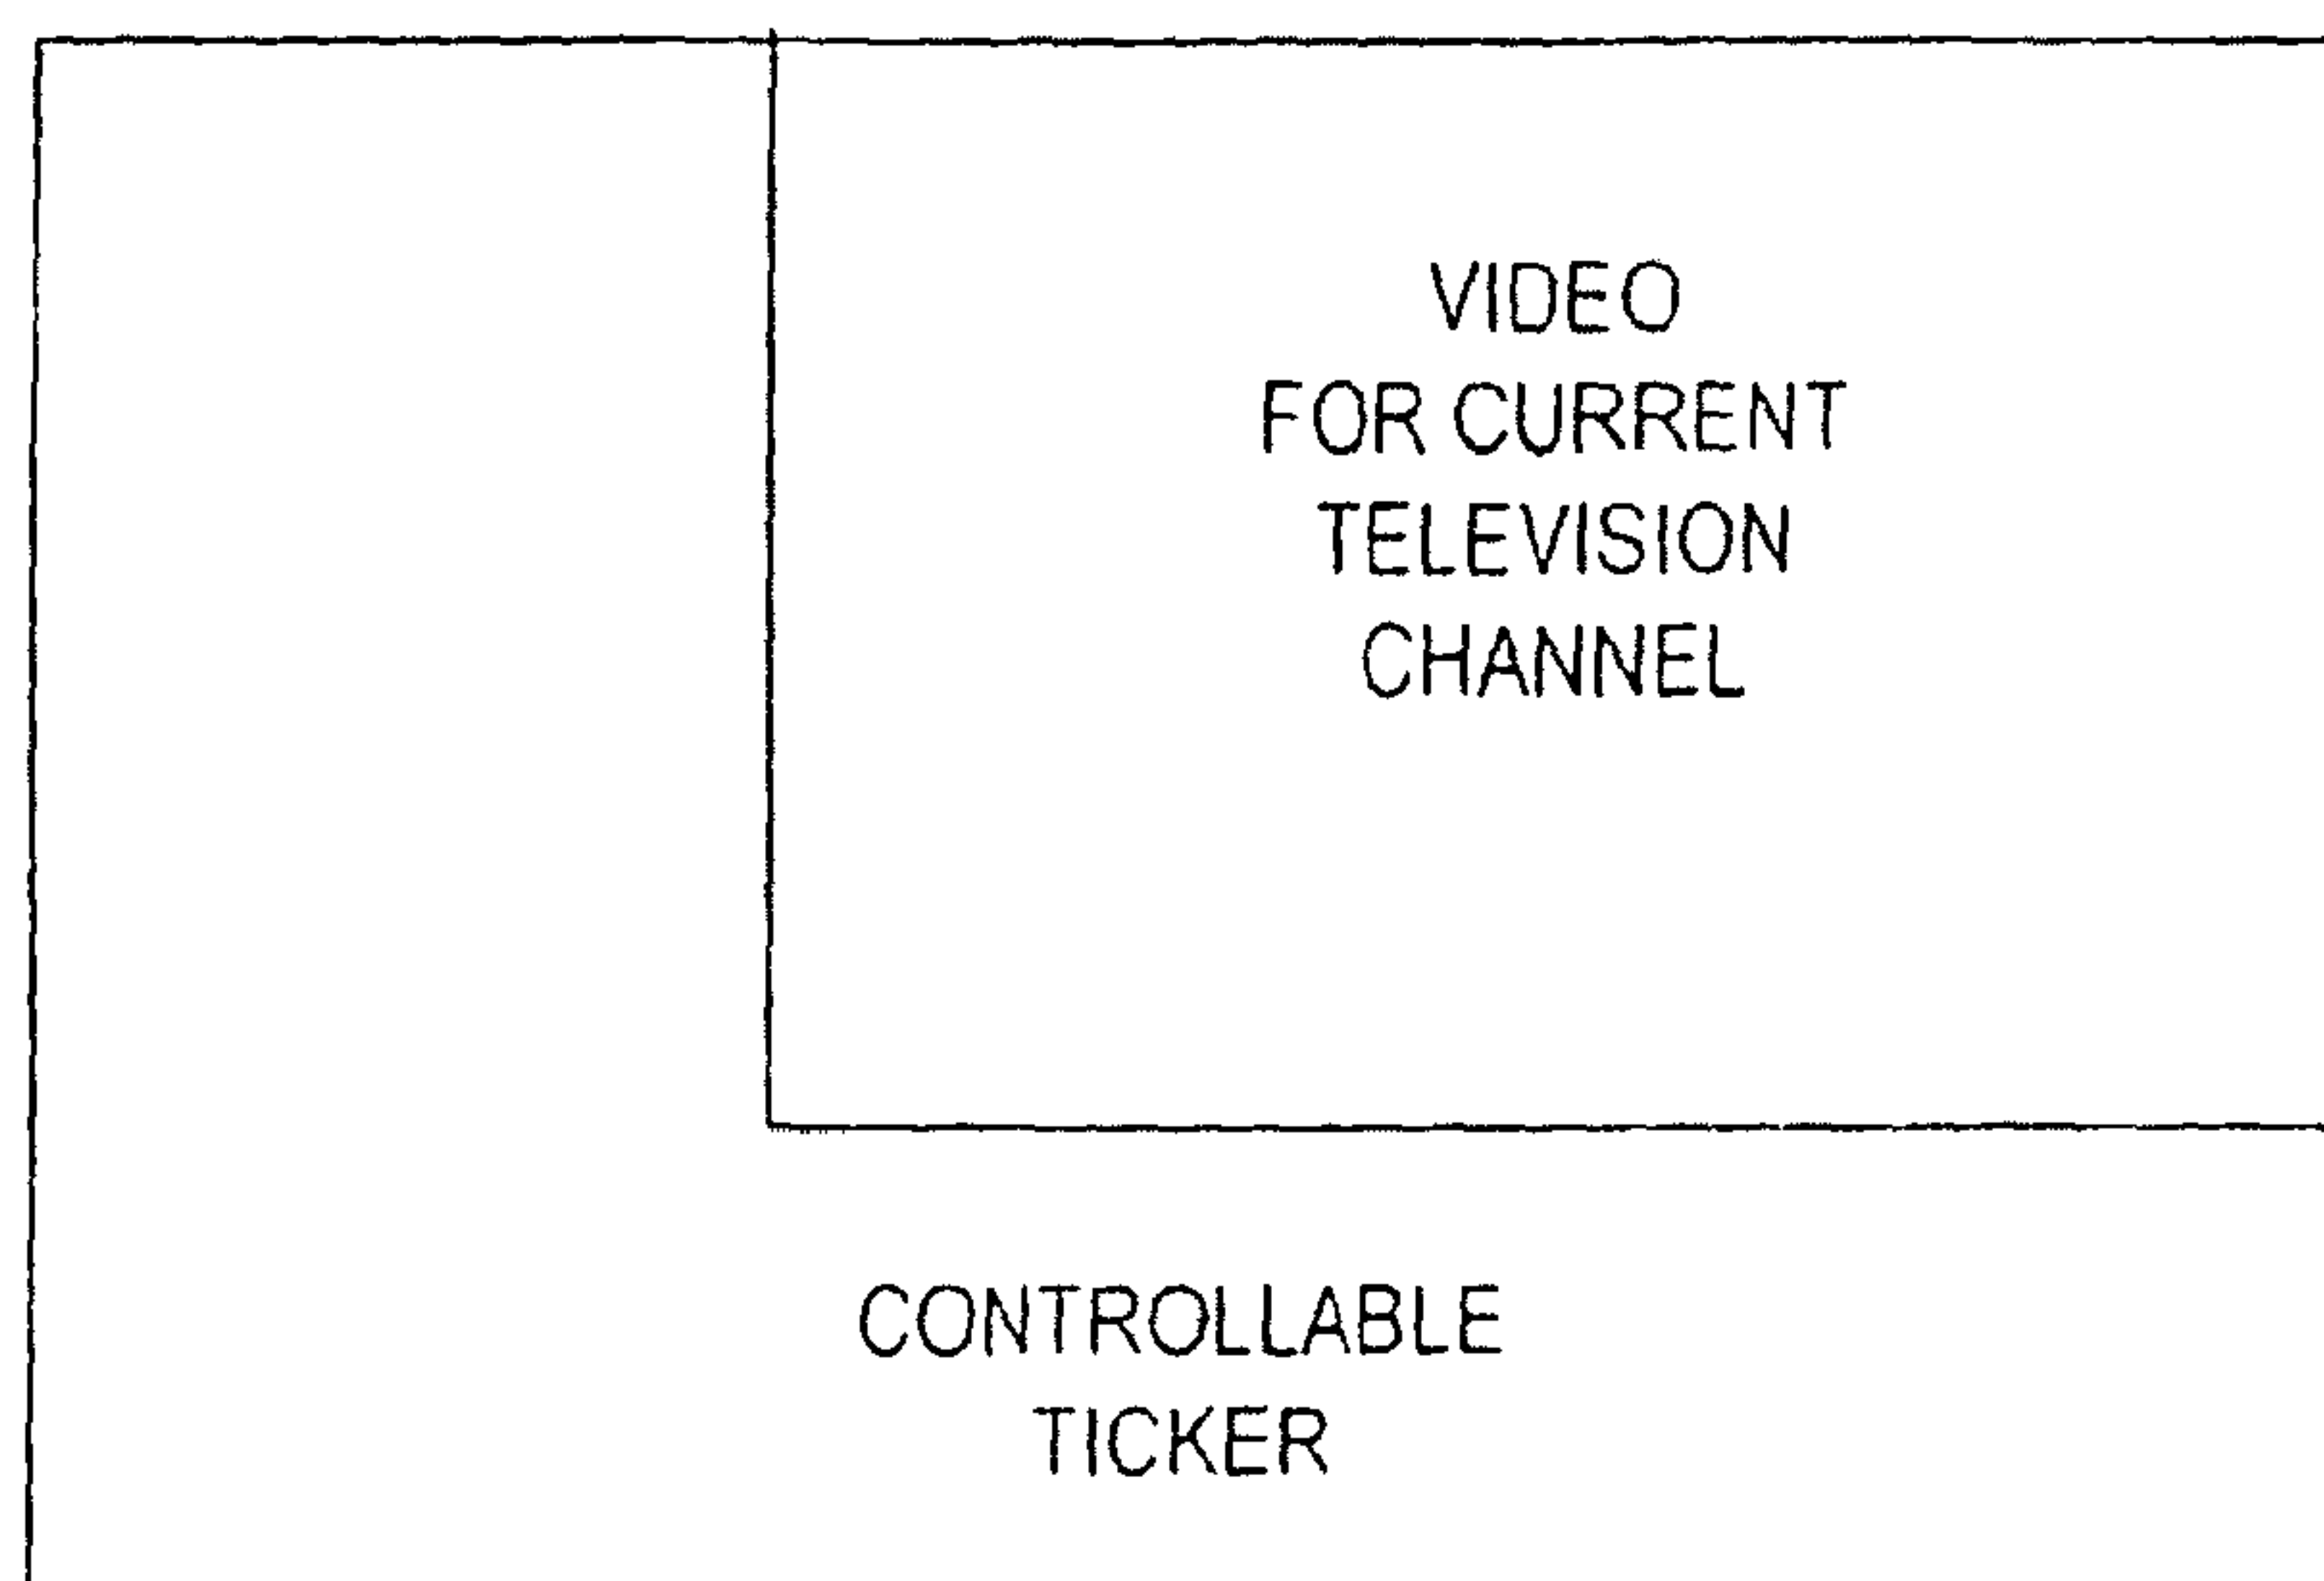 VIDEO
FOR CURRENT
TELEVISION
CHANNEL
CONTROLLABLE
TICKER